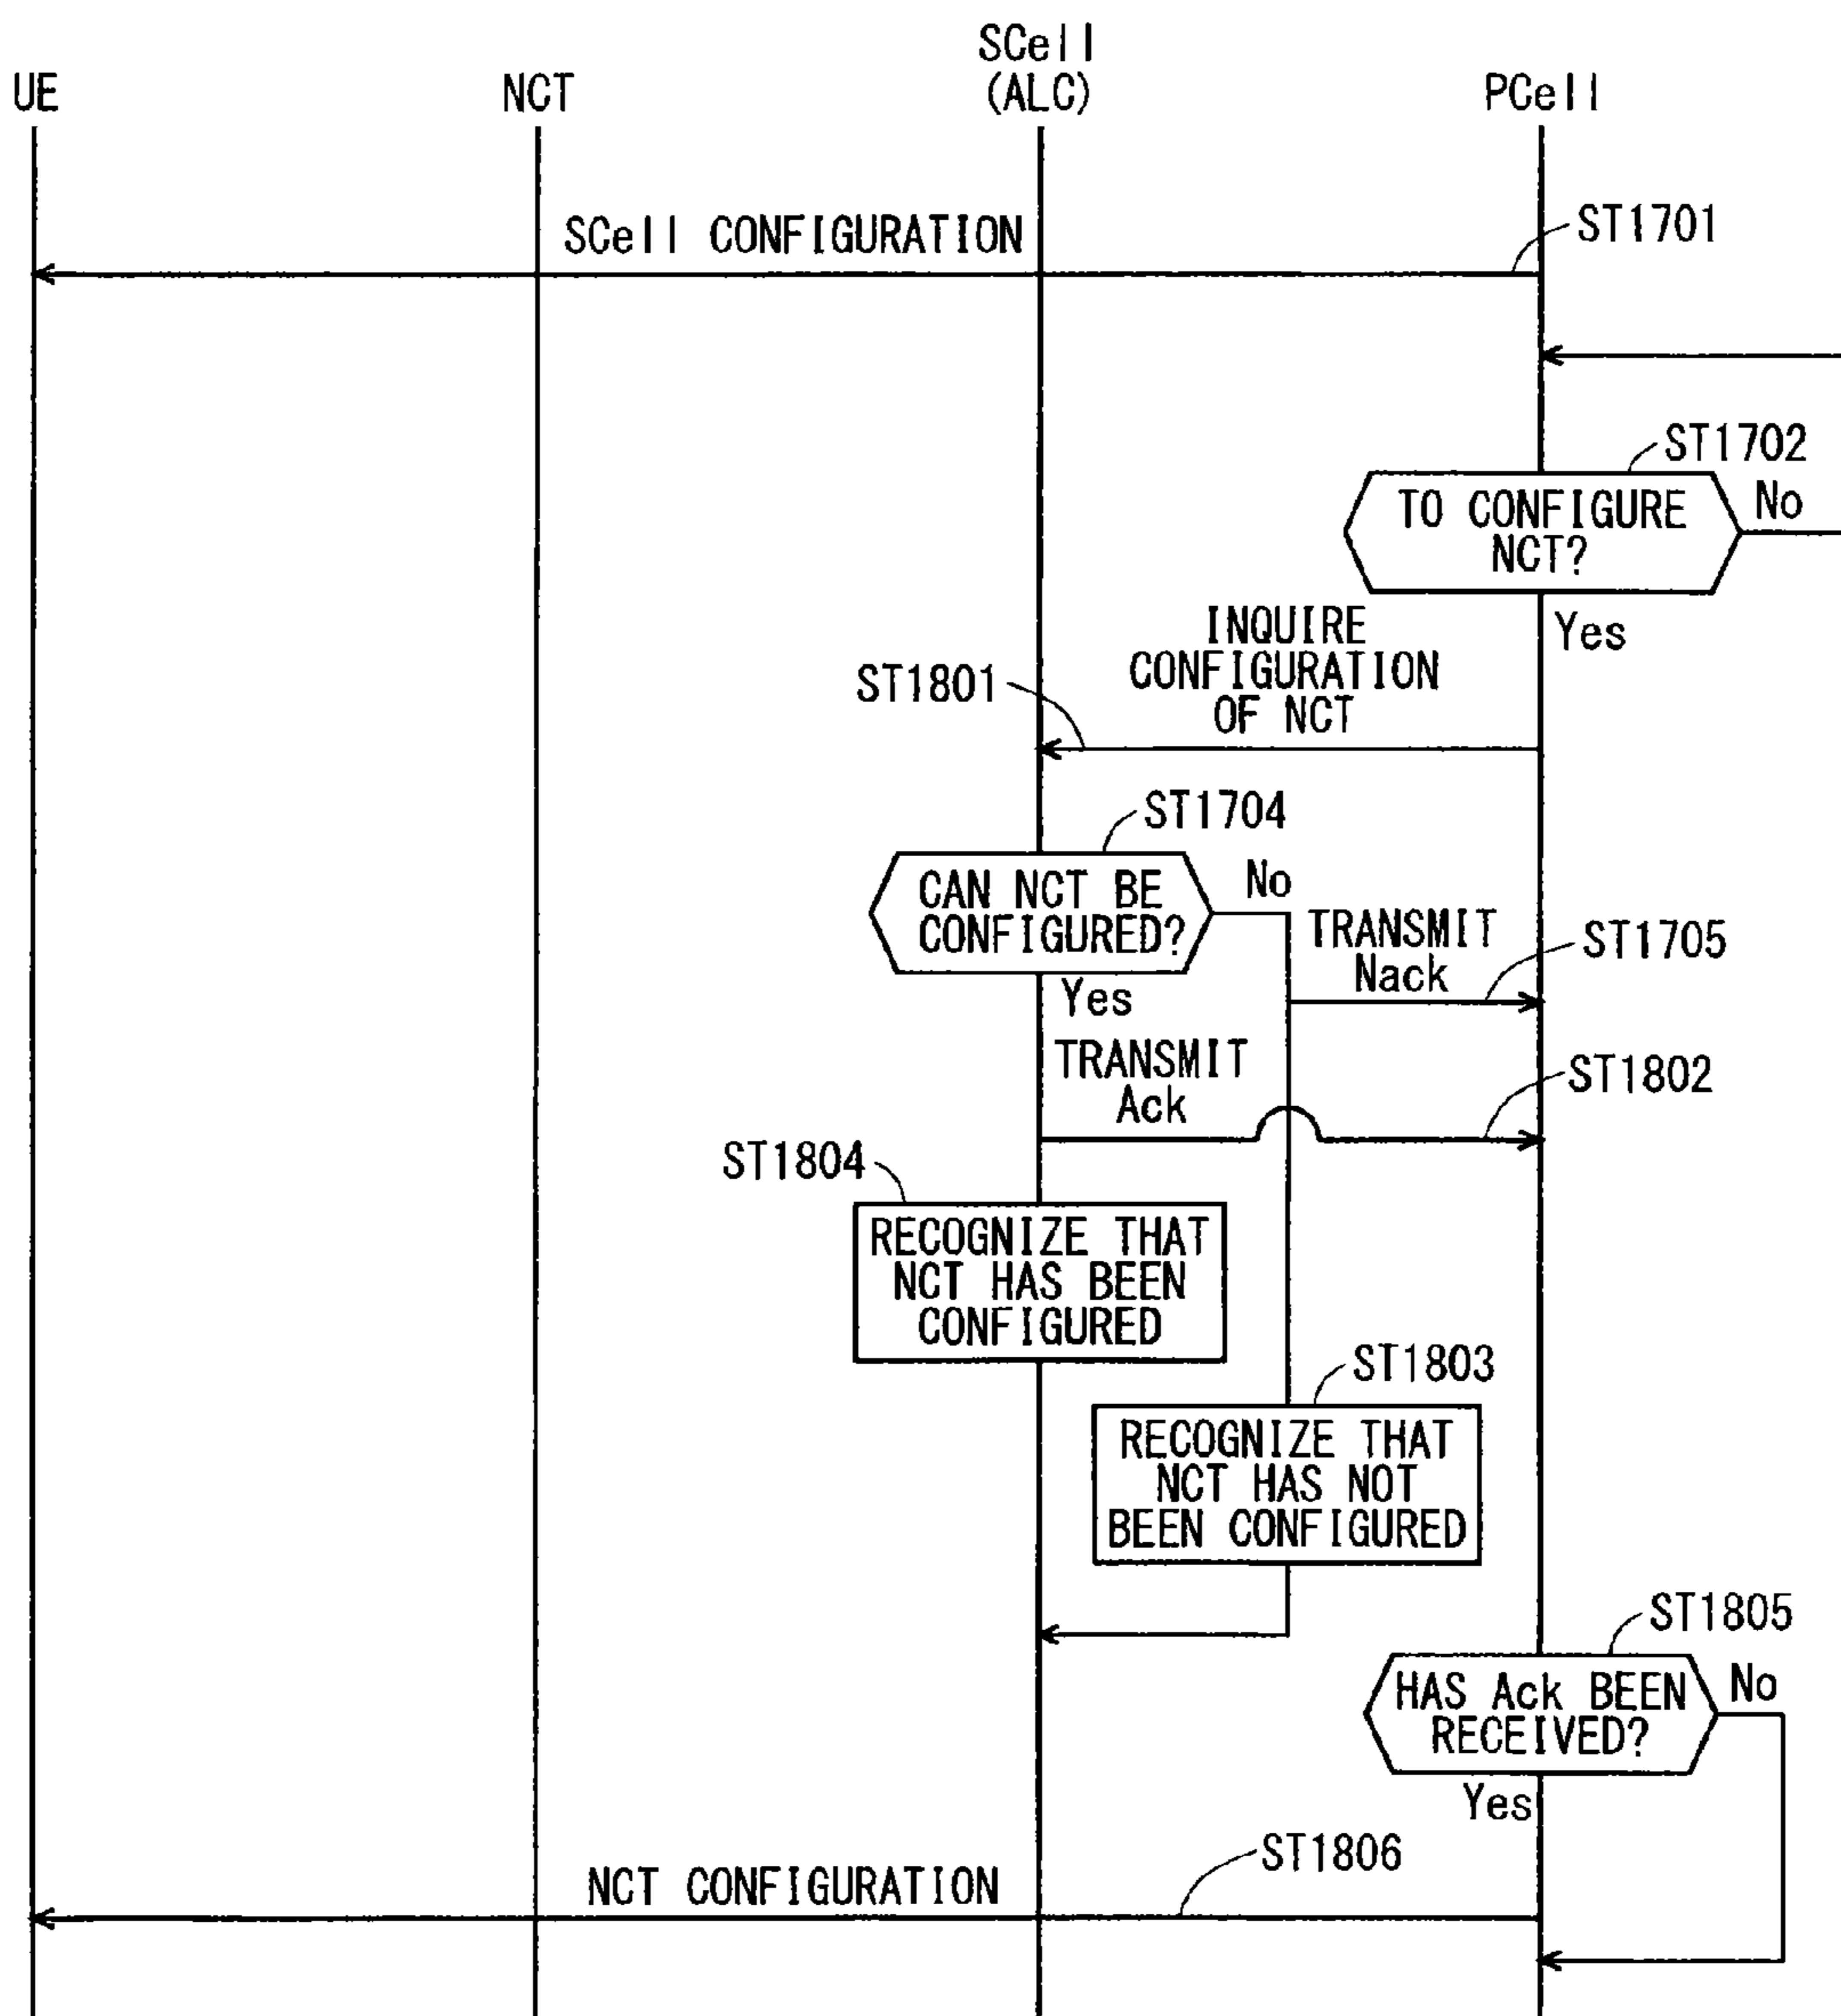 UE
NCT
SCell
(ALC)
PCell
SCell CONFIGURATION
ST1701
ST1702
TO CONFIGURE
NCT?
No
Yes
INQUIRE
CONFIGURATION
OF NCT
ST1801
ST1704
CAN NCT BE
CONFIGURED?
No
Yes
TRANSMIT
Nack
ST1705
TRANSMIT
Ack
ST1802
ST1804
RECOGNIZE THAT
NCT HAS BEEN
CONFIGURED
ST1803
RECOGNIZE THAT
NCT HAS NOT
BEEN CONFIGURED
ST1805
HAS Ack BEEN
RECEIVED?
No
Yes
ST1806
NCT CONFIGURATION